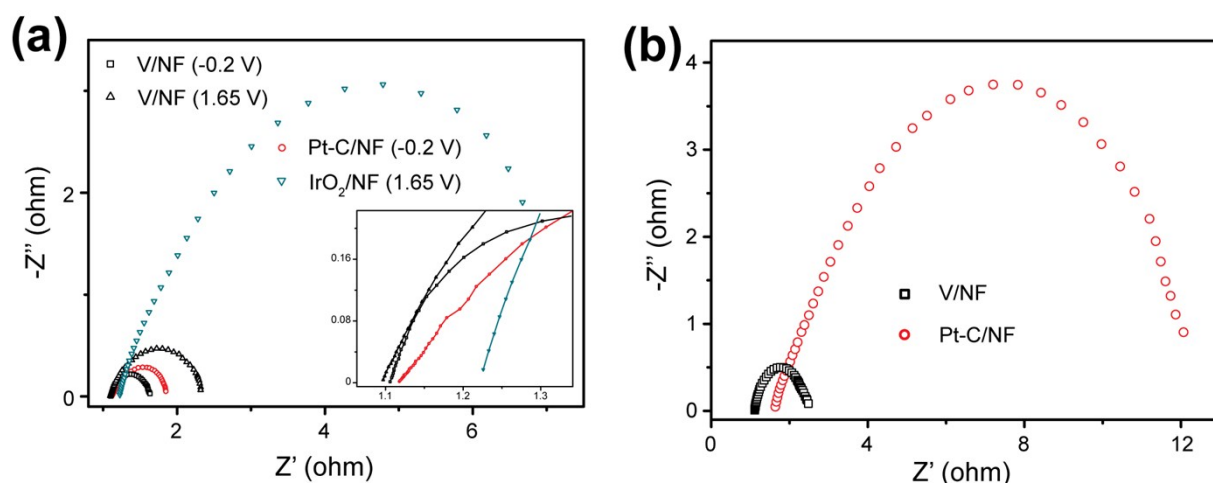 (a)
V/NF (-0.2 V)
V/NF (1.65 V)
Pt-C/NF (-0.2 V)
IrO2/NF (1.65 V)
-Z” (ohm)
0
2
0.16
0.08
0
1.1
1.2
1.3
2
4
6
Z’ (ohm)
(b)
-Z” (ohm)
4
3
2
1
0
V/NF
Pt-C/NF
0
4
8
12
Z’ (ohm)